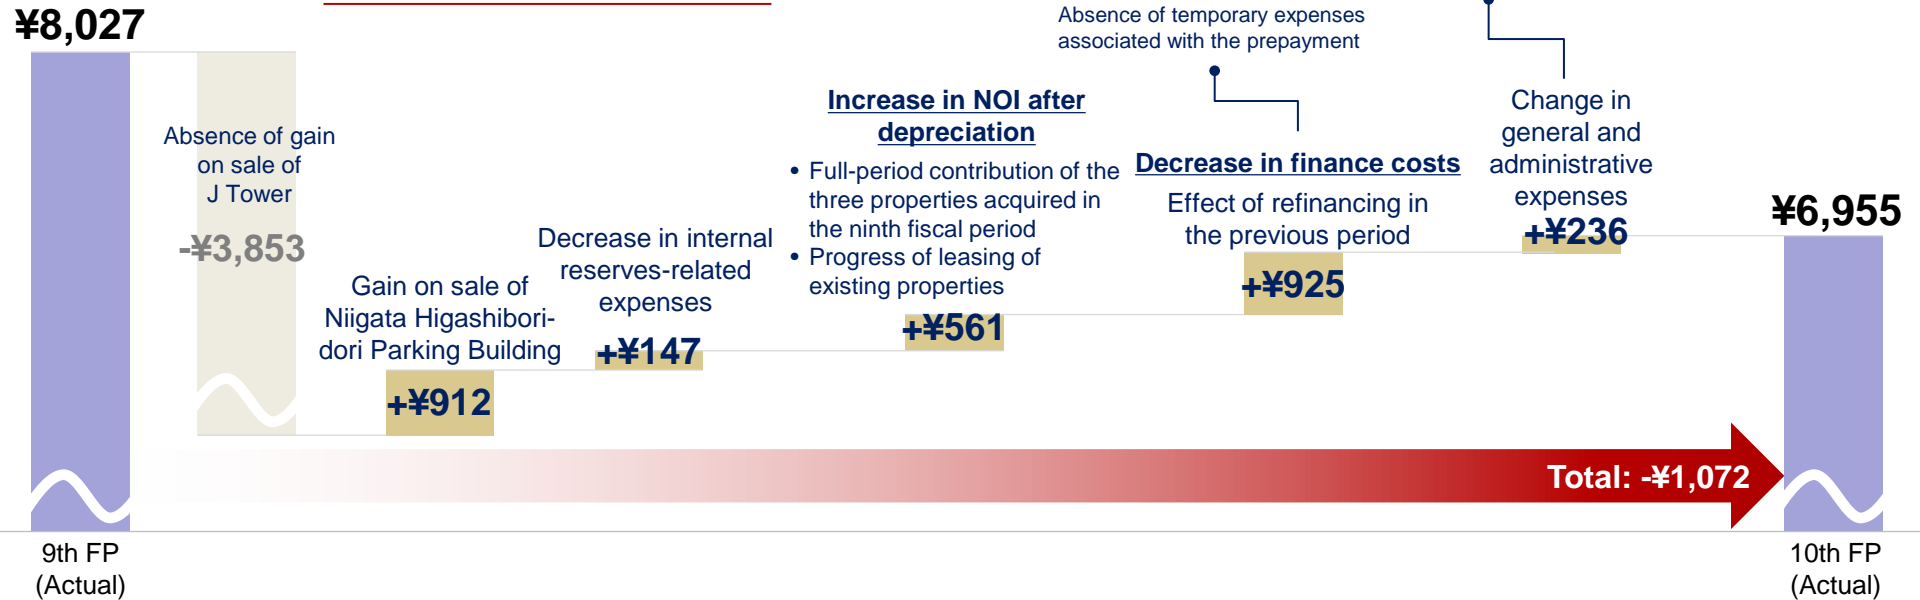 ¥8,027
Absence of gain
on sale of
J Tower
-¥3,853
Gain on sale of
Niigata Higashibori-
dori Parking Building
+¥912
Decrease in internal
reserves-related
expenses
+¥147
Increase in NOI after
depreciation
• Full-period contribution of the
three properties acquired in
the ninth fiscal period
• Progress of leasing of
existing properties
+¥561
Absence of temporary expenses
associated with the prepayment
Decrease in finance costs
Effect of refinancing in
the previous period
+¥925
Change in
general and
administrative
expenses
+¥236
¥6,955
Total: -¥1,072
9th FP
(Actual)
10th FP
(Actual)